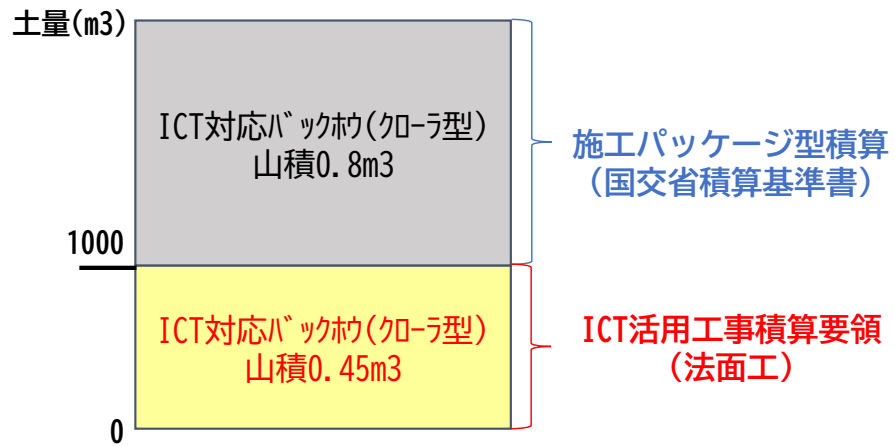 土量(m3)
ICT対応ﾊﾞｯｸﾎｳ(ｸﾛｰﾗ型)
山積0.8m3
施工パッケージ型積算
（国交省積算基準書）
1000
ICT対応ﾊﾞｯｸﾎｳ(ｸﾛｰﾗ型)
山積0.45m3
ICT活用工事積算要領
（法面工）
0